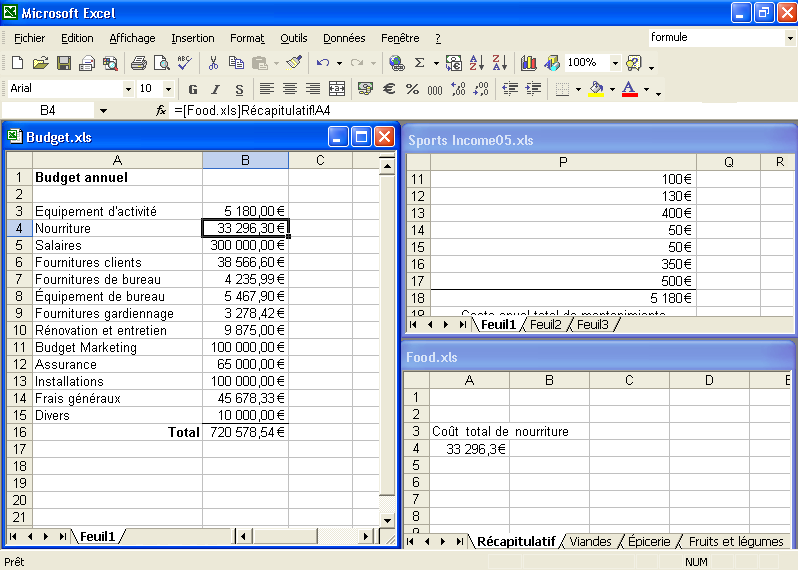 Microsoft Excel
Fichier Edition Affichage Insertion Format Outils Données Fenêtre ? formule
100%
Arial 10 G I S € % 000
B4 fx =[Food.xls]Récapitulatif!A4
Budget.xls
A B C
1 Budget annuel
2
3 Equipement d'activité 5 180,00 €
4 Nourriture 33 296,30 €
5 Salaires 300 000,00 €
6 Fournitures clients 38 566,60 €
7 Fournitures de bureau 4 235,99 €
8 Équipement de bureau 5 467,90 €
9 Fournitures gardiennage 3 278,42 €
10 Rénovation et entretien 9 875,00 €
11 Budget Marketing 100 000,00 €
12 Assurance 65 000,00 €
13 Installations 100 000,00 €
14 Frais généraux 45 678,33 €
15 Divers 10 000,00 €
16 Total 720 578,54 €
17
18
19
20
21
Feuil1
Sports Income05.xls
P Q R
11 100€
12 130€
13 400€
14 50€
15 50€
16 350€
17 500€
18 5 180€
19 Costo anual total de mantenimiento
Feuil1 Feuil2 Feuil3
Food.xls
A B C D E
1
2
3 Coût total de nourriture
4 33 296,3€
5
6
7
8
9
Récapitulatif Viandes Épicerie Fruits et légumes
Prêt NUM